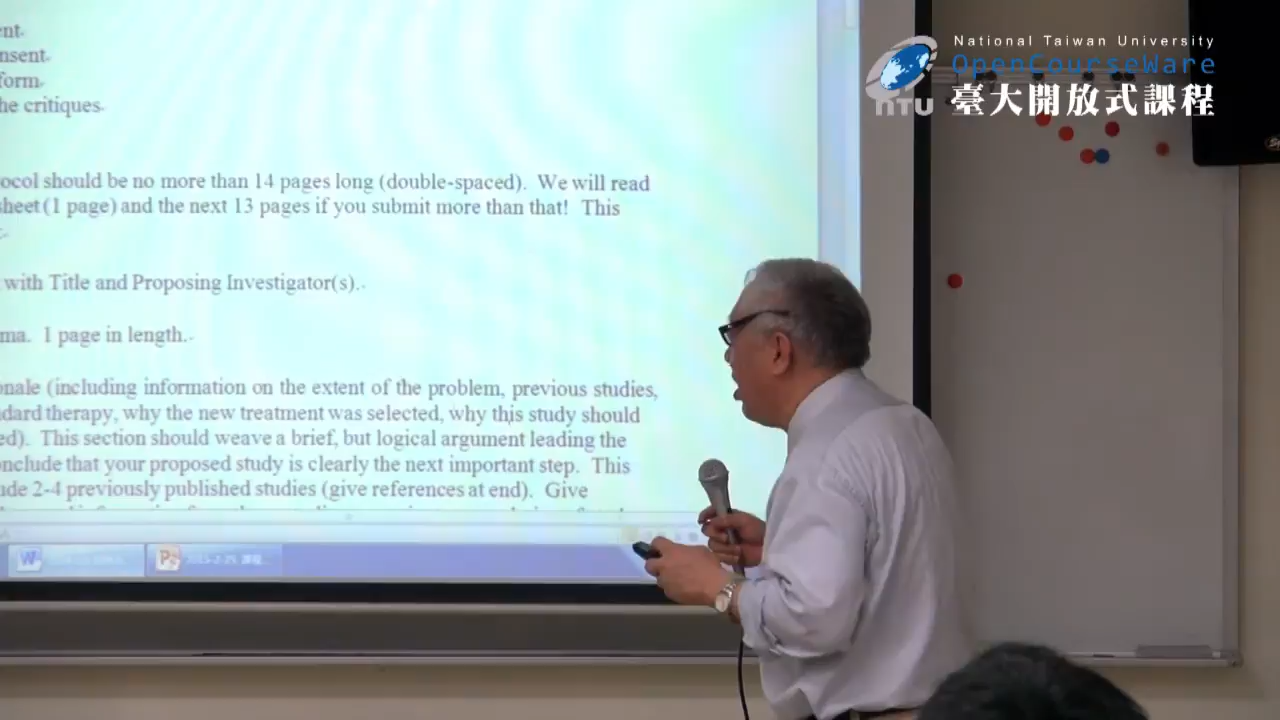 National Taiwan University
OpenCourseWare
NTU
臺大開放式課程
ent
nsent
form
he critiques
ocol should be no more than 14 pages long (double-spaced). We will read
sheet (1 page) and the next 13 pages if you submit more than that! This
with Title and Proposing Investigator(s).
ma. 1 page in length.
onale (including information on the extent of the problem, previous studies,
ndard therapy, why the new treatment was selected, why this study should
ed). This section should weave a brief, but logical argument leading the
onclude that your proposed study is clearly the next important step. This
ude 2-4 previously published studies (give references at end). Give